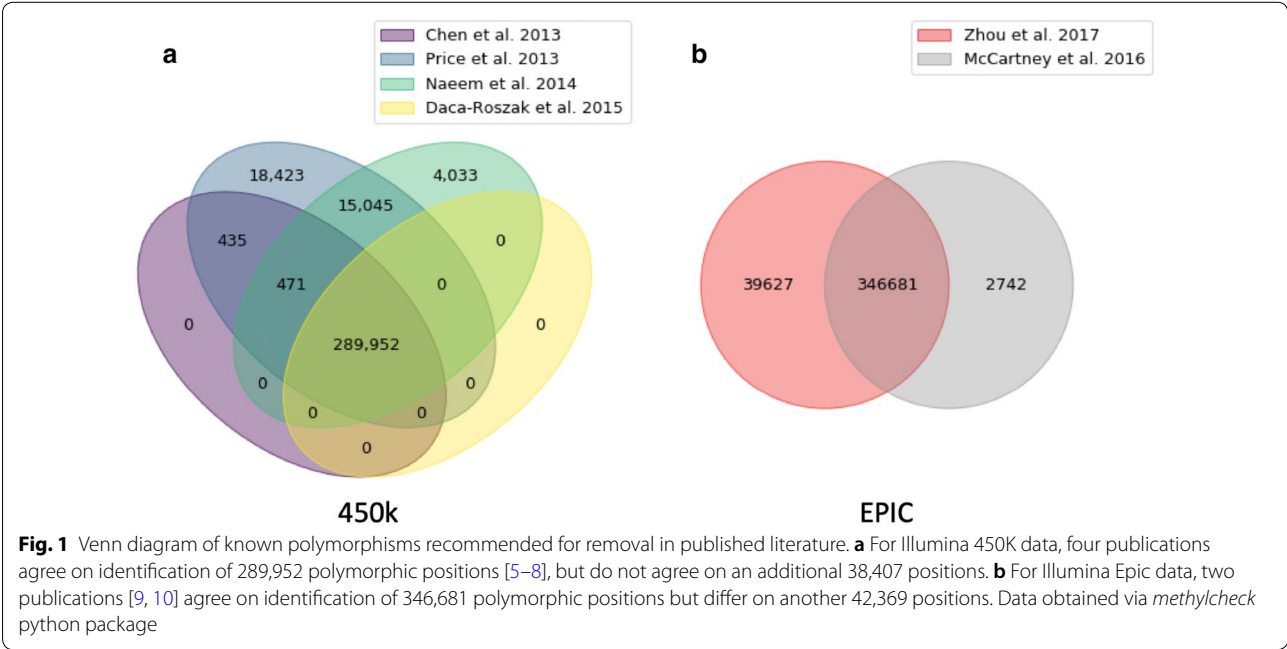 a
Chen et al. 2013
Price et al. 2013
Naeem et al. 2014
Daca-Roszak et al. 2015
18,423
4,033
15,045
435
0
471
0
0
0
289,952
0
0
0
0
0
450k
b
Zhou et al. 2017
McCartney et al. 2016
39627
346681
2742
EPIC
Fig. 1 Venn diagram of known polymorphisms recommended for removal in published literature. a For Illumina 450K data, four publications
agree on identification of 289,952 polymorphic positions [5–8], but do not agree on an additional 38,407 positions. b For Illumina Epic data, two
publications [9, 10] agree on identification of 346,681 polymorphic positions but differ on another 42,369 positions. Data obtained via methylcheck
python package